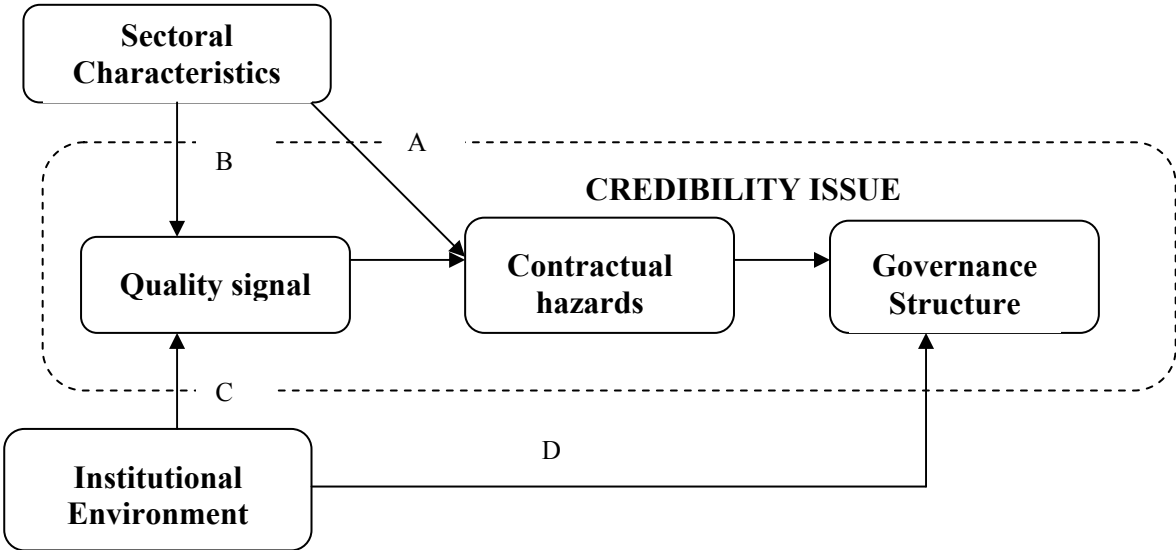 Sectoral
Characteristics
A
B
CREDIBILITY ISSUE
Quality signal
Contractual
hazards
Governance
Structure
C
D
Institutional
Environment